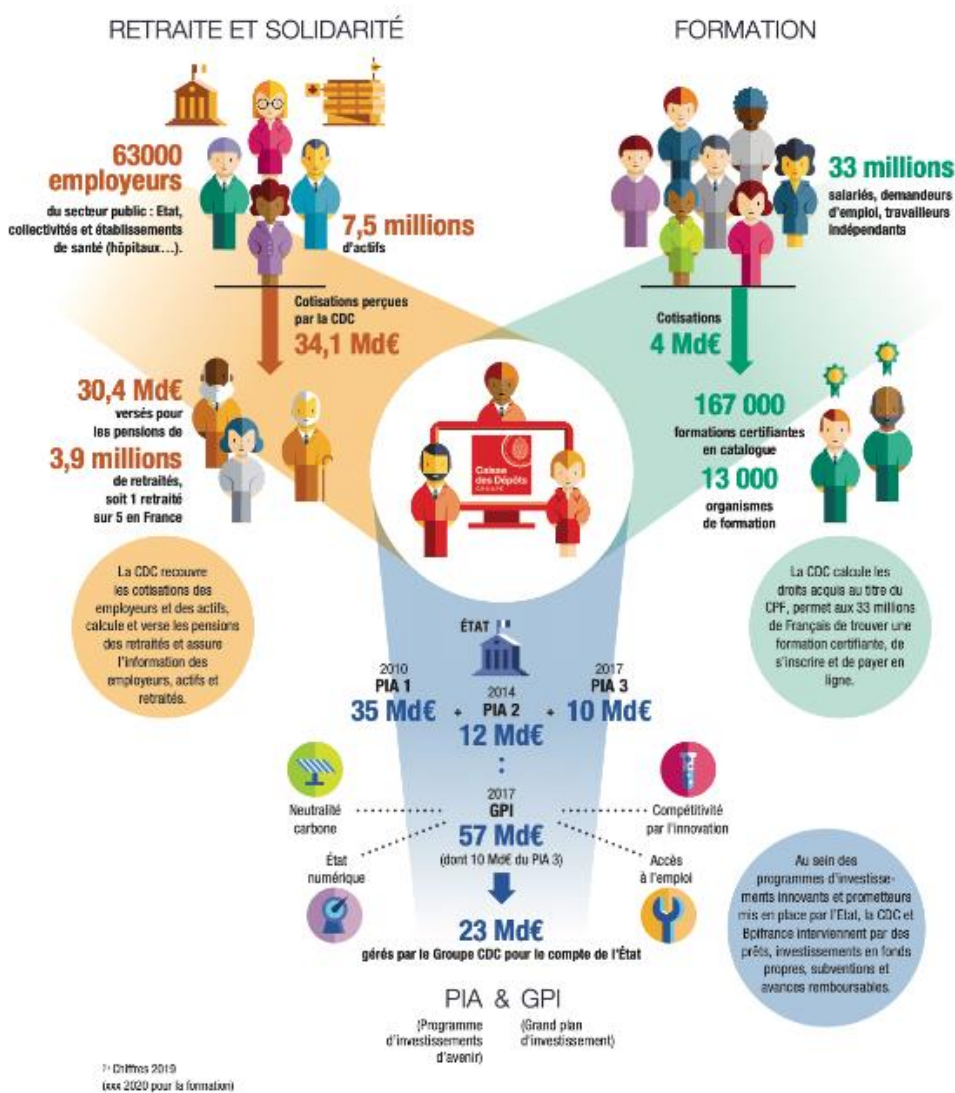 RETRAITE ET SOLIDARITÉ
63000
employeurs
du secteur public : Etat,
collectivités et établissements
de santé (hôpitaux…).
7,5 millions
d'actifs
Cotisations perçues
par la CDC
34,1 Md€
30,4 Md€
versés pour
les pensions de
3,9 millions
de retraités,
soit 1 retraité
sur 5 en France
La CDC recouvre
les cotisations des
employeurs et des actifs,
calcule et verse les pensions
des retraités et assure
l'information des
employeurs, actifs et
retraités.
FORMATION
33 millions
salariés, demandeurs
d'emploi, travailleurs
indépendants
Cotisations
4 Md€
167 000
formations certifiantes
en catalogue
13 000
organismes
de formation
La CDC calcule les
droits acquis au titre du
CPF, permet aux 33 millions
de Français de trouver une
formation certifiante, de
s'inscrire et de payer en
ligne.
Caisse
des Dépôts
GROUPE
ÉTAT
2010
PIA 1
35 Md€
+
2014
PIA 2
12 Md€
+
2017
PIA 3
10 Md€
2017
GPI
57 Md€
(dont 10 Md€ du PIA 3)
Neutralité
carbone
Compétitivité
par l'innovation
État
numérique
Accès
à l'emploi
23 Md€
gérés par le Groupe CDC pour le compte de l'État
Au sein des
programmes d'investisse-
ments innovants et prometteurs
mis en place par l'Etat, la CDC et
Bpifrance interviennent par des
prêts, investissements en fonds
propres, subventions et
avances remboursables.
PIA & GPI
(Programme
d'investissements
d'avenir)
(Grand plan
d'investissement)
Chiffres 2019
(xxx 2020 pour la formation)